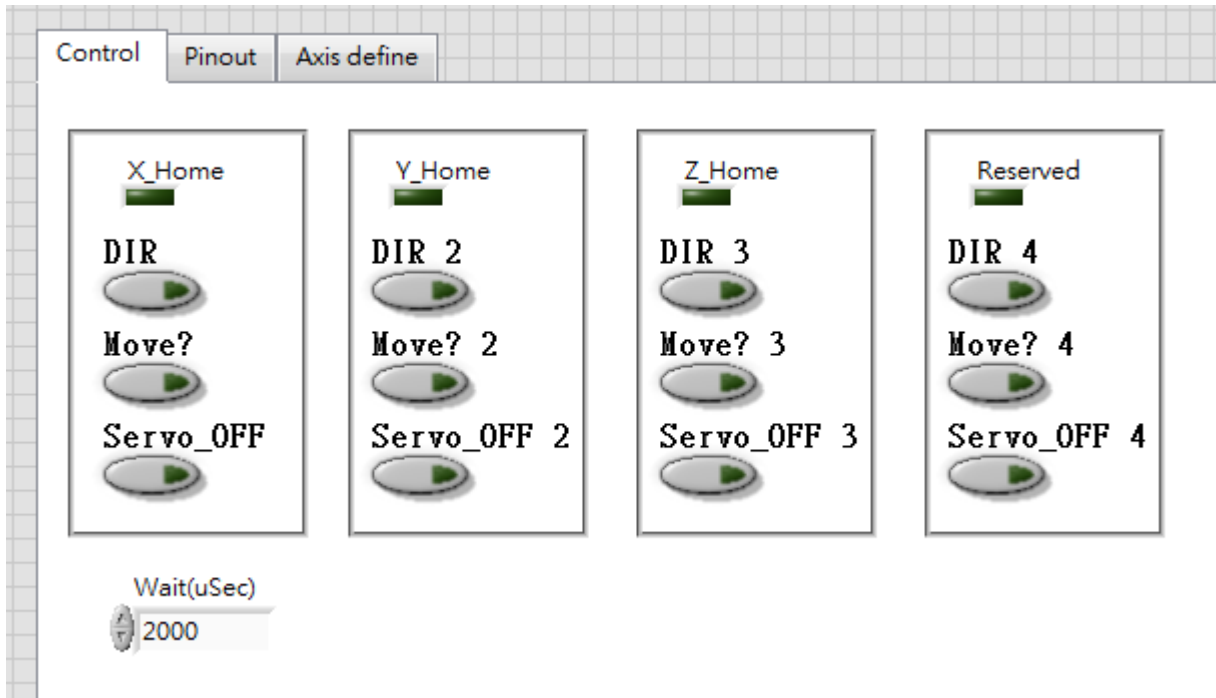 Control Pinout Axis define
X_Home
DIR
Move?
Servo_OFF
Y_Home
DIR 2
Move? 2
Servo_OFF 2
Z_Home
DIR 3
Move? 3
Servo_OFF 3
Reserved
DIR 4
Move? 4
Servo_OFF 4
Wait(uSec)
2000